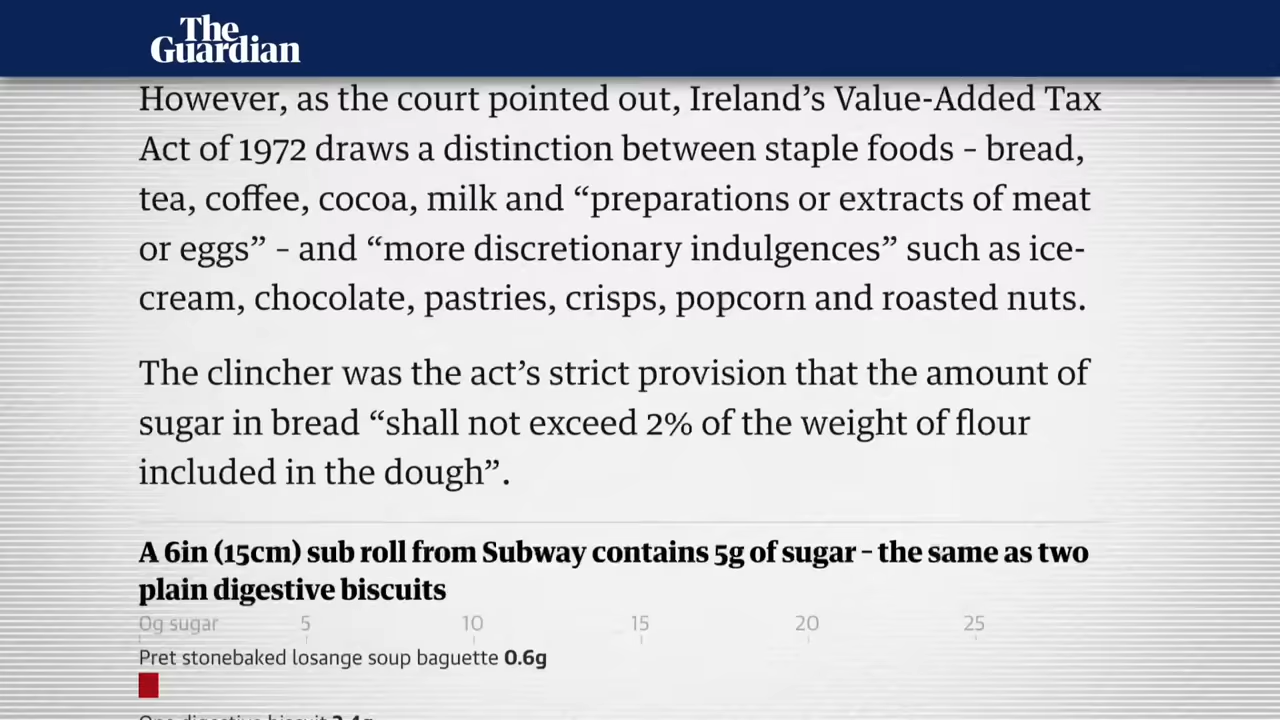 The
Guardian
However, as the court pointed out, Ireland’s Value-Added Tax
Act of 1972 draws a distinction between staple foods – bread,
tea, coffee, cocoa, milk and “preparations or extracts of meat
or eggs” – and “more discretionary indulgences” such as ice-
cream, chocolate, pastries, crisps, popcorn and roasted nuts.
The clincher was the act’s strict provision that the amount of
sugar in bread “shall not exceed 2% of the weight of flour
included in the dough”.
A 6in (15cm) sub roll from Subway contains 5g of sugar – the same as two
plain digestive biscuits
0g sugar 5 10 15 20 25
Pret stonebaked losange soup baguette 0.6g
One digestive biscuit 2.4g